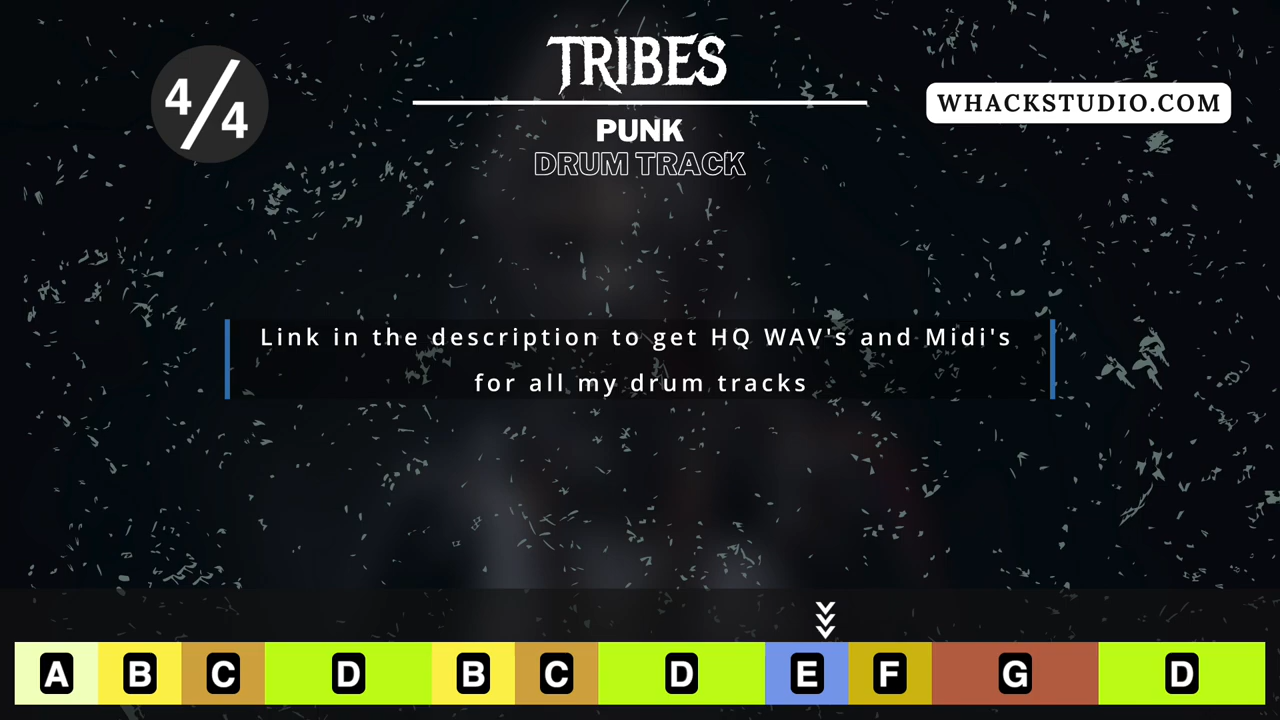 4/4
TRIBES
PUNK
DRUM TRACK
WHACKSTUDIO.COM
Link in the description to get HQ WAV's and Midi's
for all my drum tracks
A B C D B C D E F G D